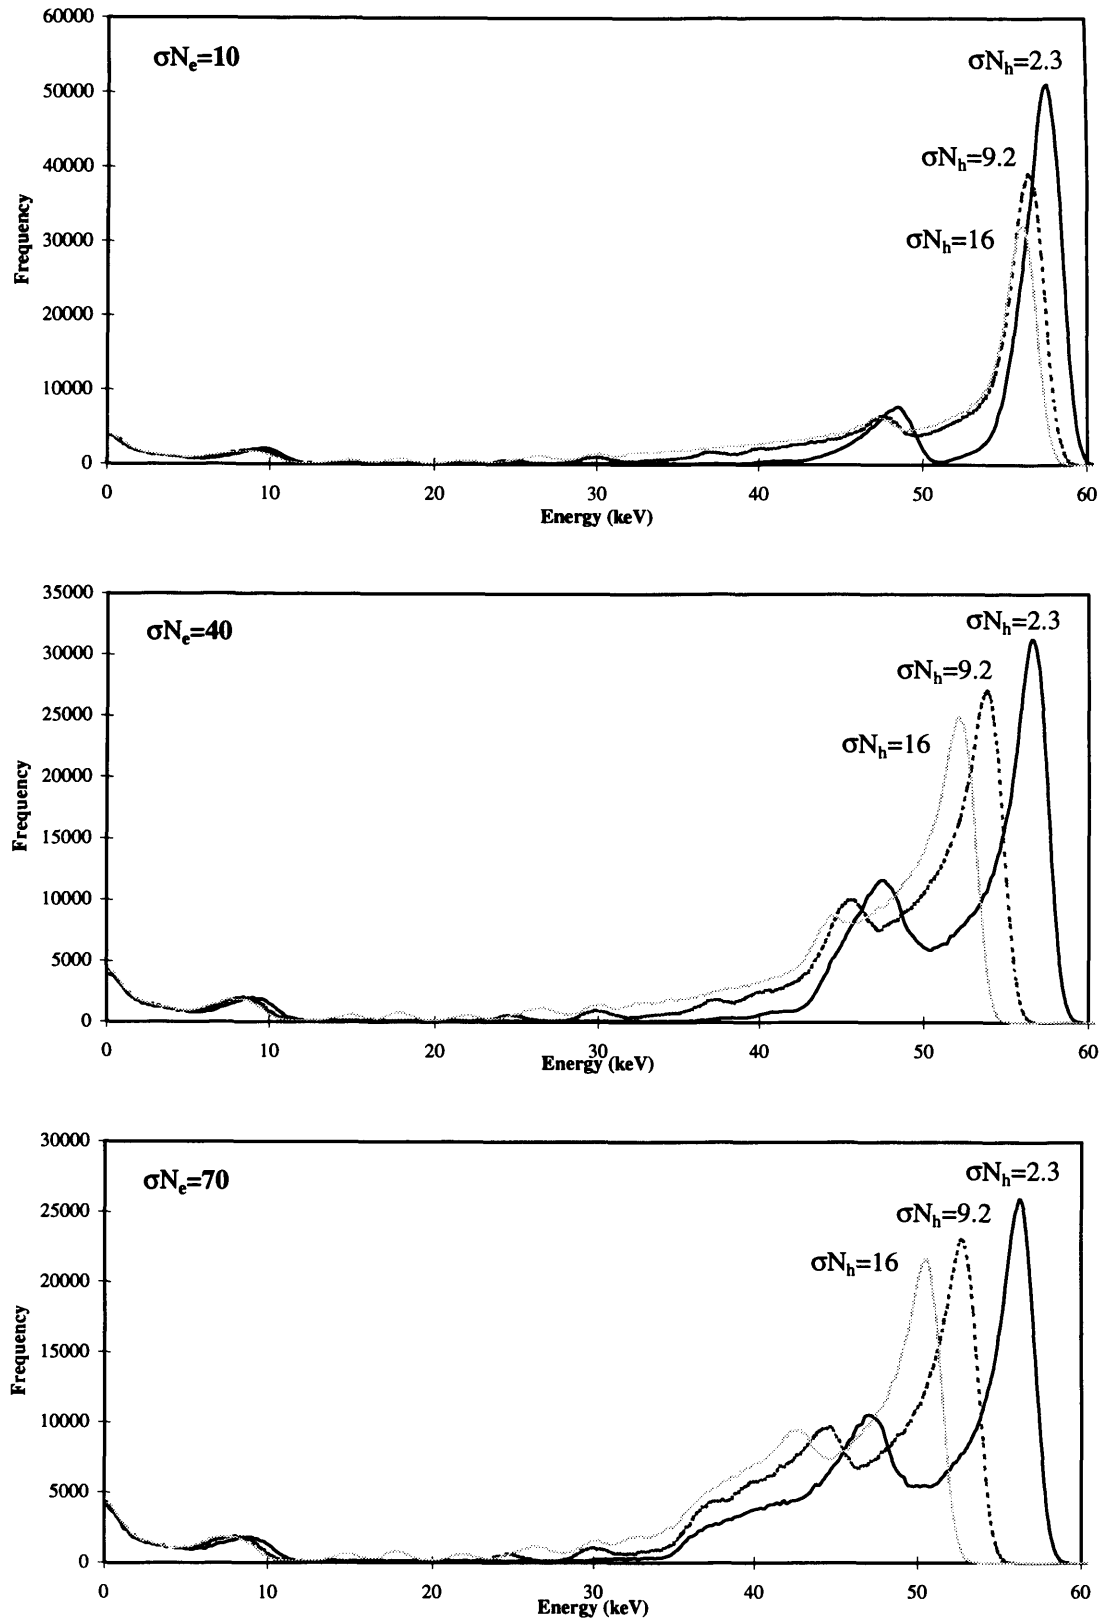 60000
σNₑ=10
σNₕ=2.3
50000
40000
σNₕ=9.2
Frequency
30000
σNₕ=16
20000
10000
0
0 10 20 30 40 50 60
Energy (keV)
35000
σNₑ=40
σNₕ=2.3
30000
σNₕ=9.2
25000
σNₕ=16
20000
Frequency
15000
10000
5000
0
0 10 20 30 40 50 60
Energy (keV)
30000
σNₑ=70
σNₕ=2.3
25000
σNₕ=9.2
σNₕ=16
20000
Frequency
15000
10000
5000
0
0 10 20 30 40 50 60
Energy (keV)